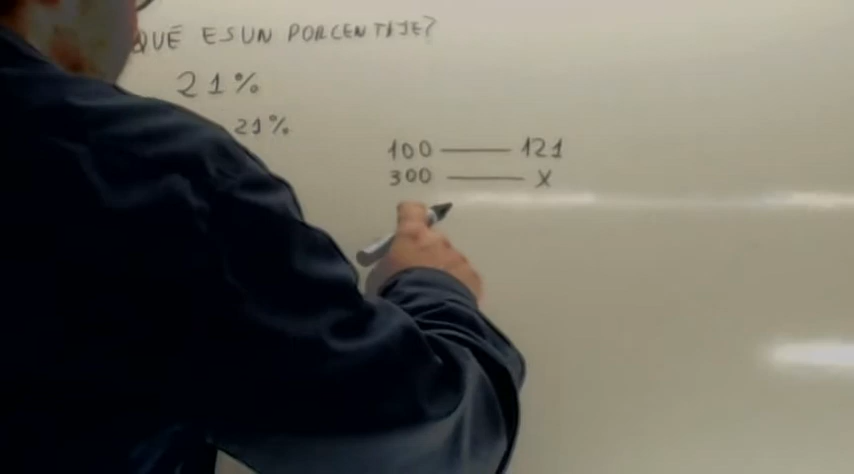 QUÉ ES UN PORCENTAJE?
21%
21%
100 —— 121
300 —— X